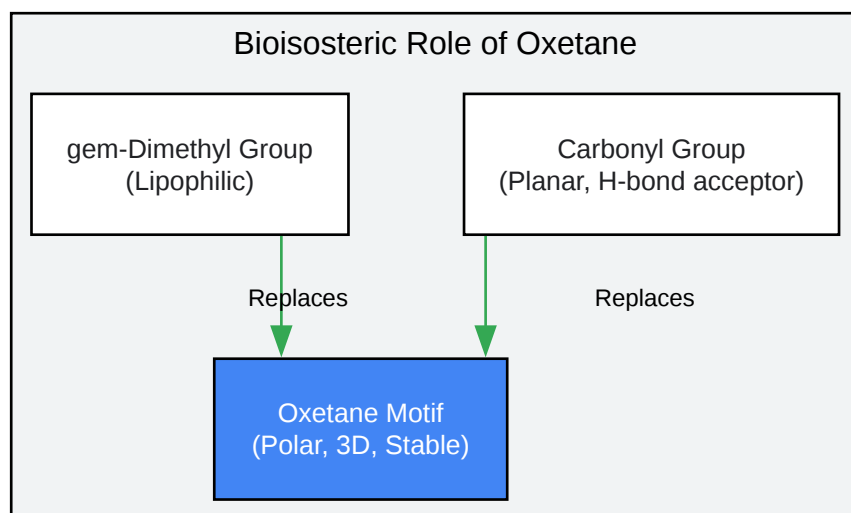 Bioisosteric Role of Oxetane
gem-Dimethyl Group
(Lipophilic)
Carbonyl Group
(Planar, H-bond acceptor)
Replaces
Replaces
Oxetane Motif
(Polar, 3D, Stable)